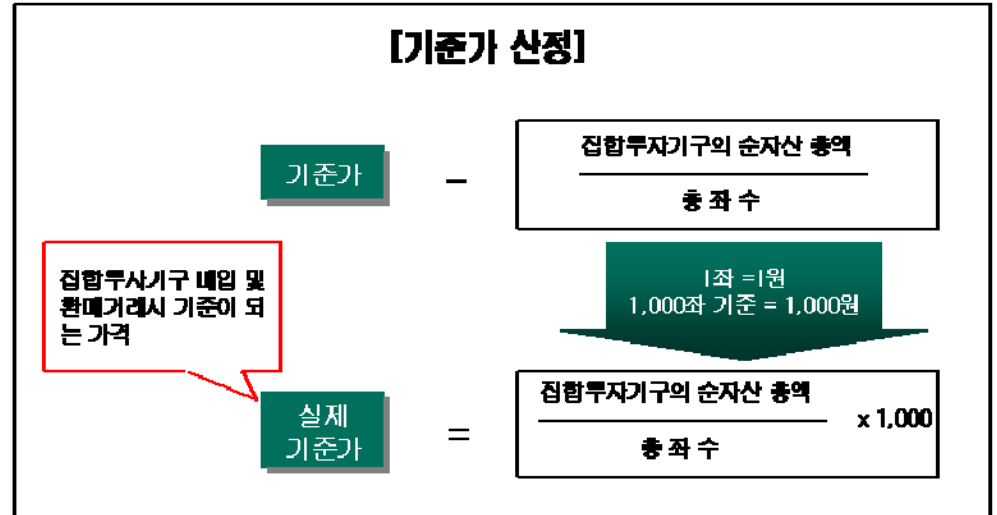 [기준가 산정]
기준가
–
집합투자기구의 순자산 총액
총 좌 수
집합투자기구 매입 및
환매거래시 기준이 되
는 가격
1좌 =1원
1,000좌 기준 = 1,000원
실제
기준가
=
집합투자기구의 순자산 총액
총 좌 수
x 1,000